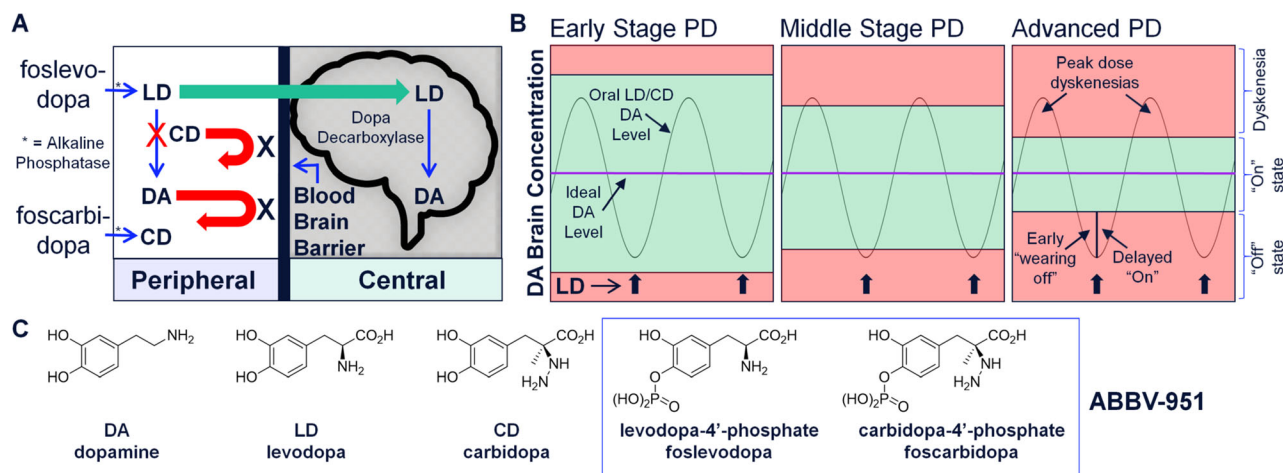 A
foslevo-
dopa
*
LD
LD
X
CD
X
Dopa
Decarboxylase
* = Alkaline
Phosphatase
DA
X
DA
Blood
Brain
Barrier
foscarbi-
dopa
*
CD
Peripheral
Central
B
Early Stage PD
Middle Stage PD
Advanced PD
DA Brain Concentration
Oral LD/CD
DA
Level
Ideal
DA
Level
LD
Peak dose
dyskenesias
Early
"wearing
off"
Delayed
"On"
Dyskenesia
"On"
state
"Off"
state
C
HO
HO
NH2
DA
dopamine
HO
HO
CO2H
NH2
LD
levodopa
HO
HO
CO2H
NH
H2N
CD
carbidopa
HO
CO2H
NH2
O
(HO)2P
O
levodopa-4'-phosphate
foslevodopa
HO
CO2H
NH
H2N
O
(HO)2P
O
carbidopa-4'-phosphate
foscarbidopa
ABBV-951